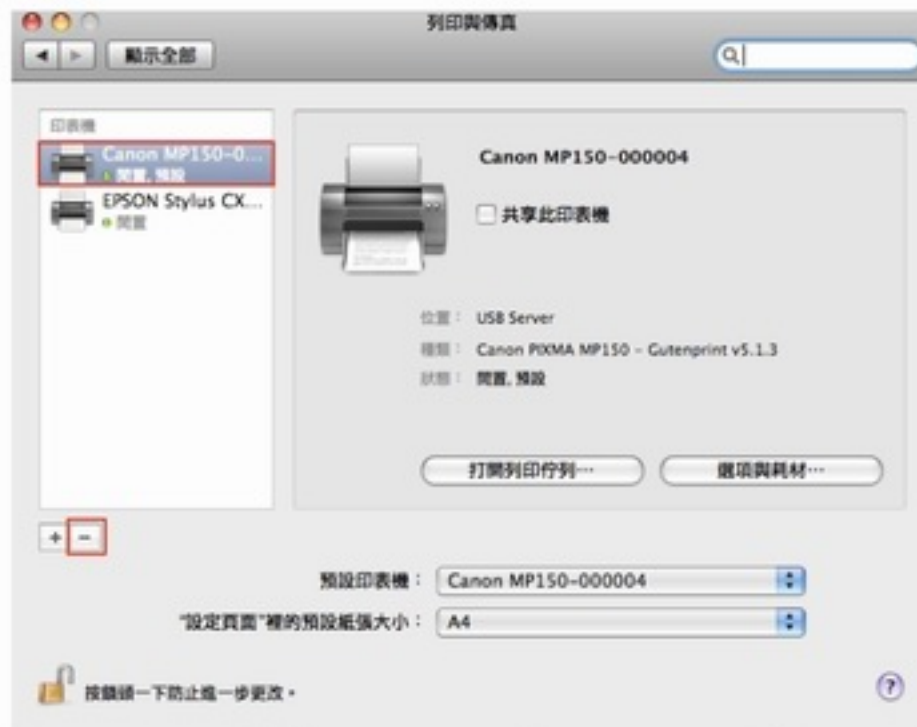 列印與傳真
顯示全部
印表機
Canon MP150-0...
閒置, 預設
EPSON Stylus CX...
閒置
Canon MP150-000004
共享此印表機
位置： USB Server
種類： Canon PIXMA MP150 - Gutenprint v5.1.3
狀態： 閒置, 預設
打開列印佇列…
選項與耗材…
預設印表機： Canon MP150-000004
"設定頁面"裡的預設紙張大小： A4
按鎖頭一下防止進一步更改。